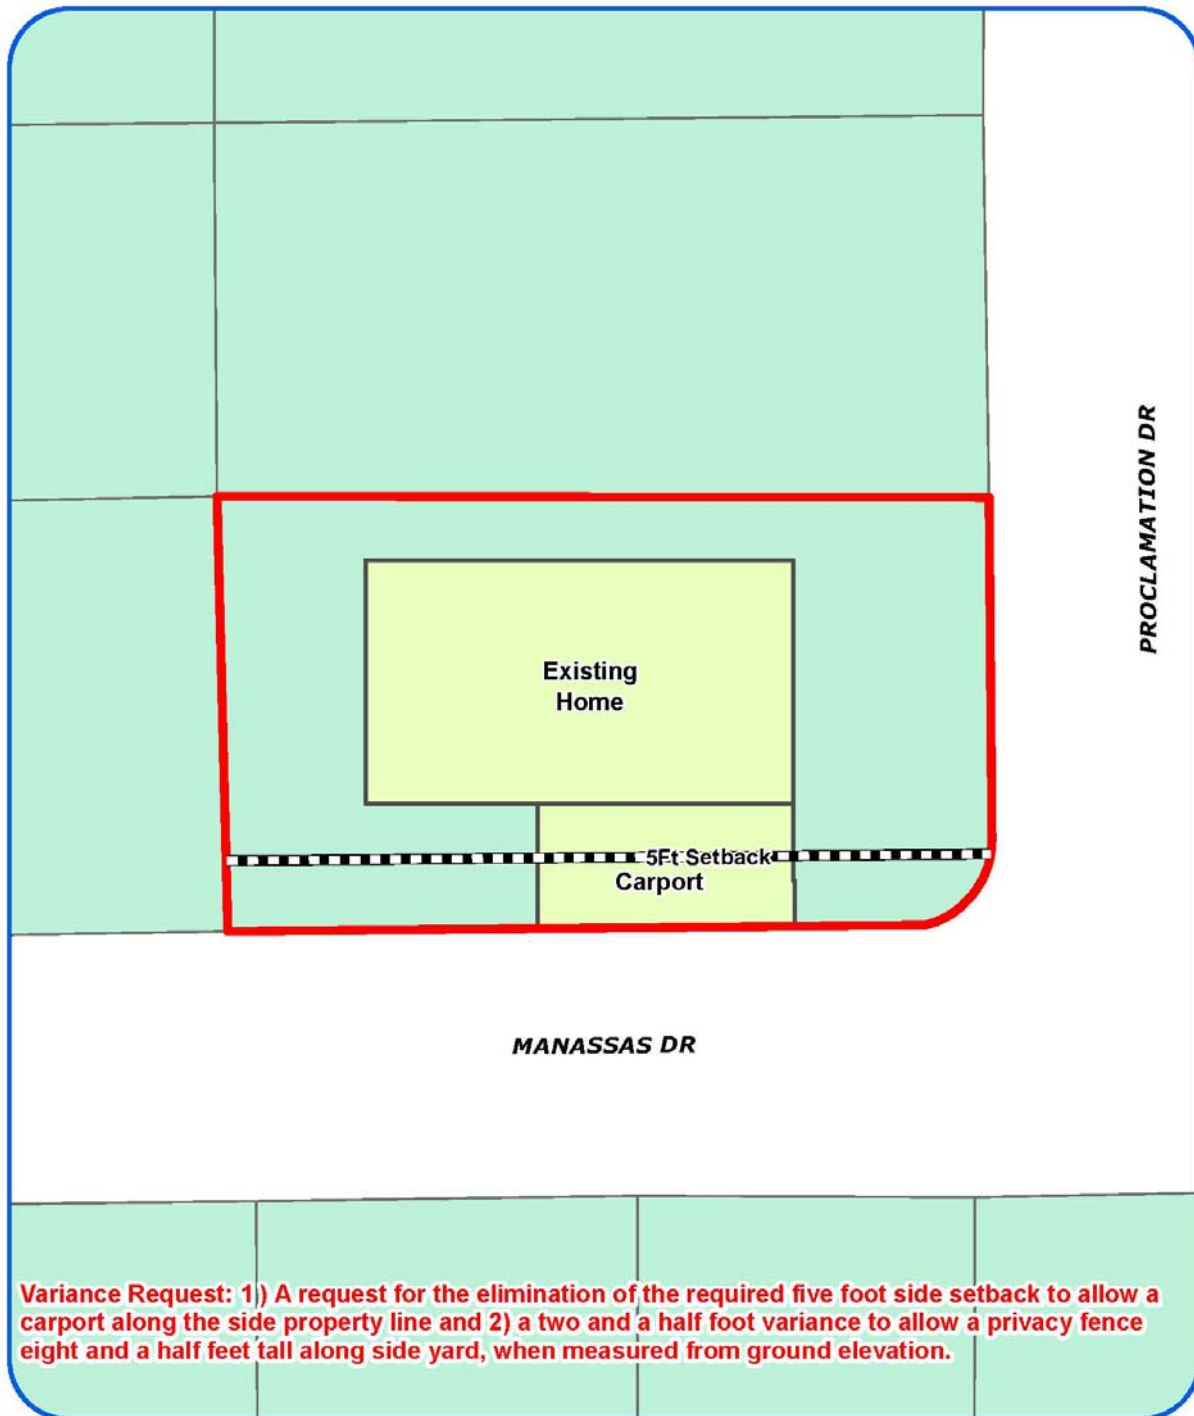 PROCLAMATION DR
Existing
Home
5Ft Setback
Carport
MANASSAS DR
Variance Request: 1) A request for the elimination of the required five foot side setback to allow a
carport along the side property line and 2) a two and a half foot variance to allow a privacy fence
eight and a half feet tall along side yard, when measured from ground elevation.